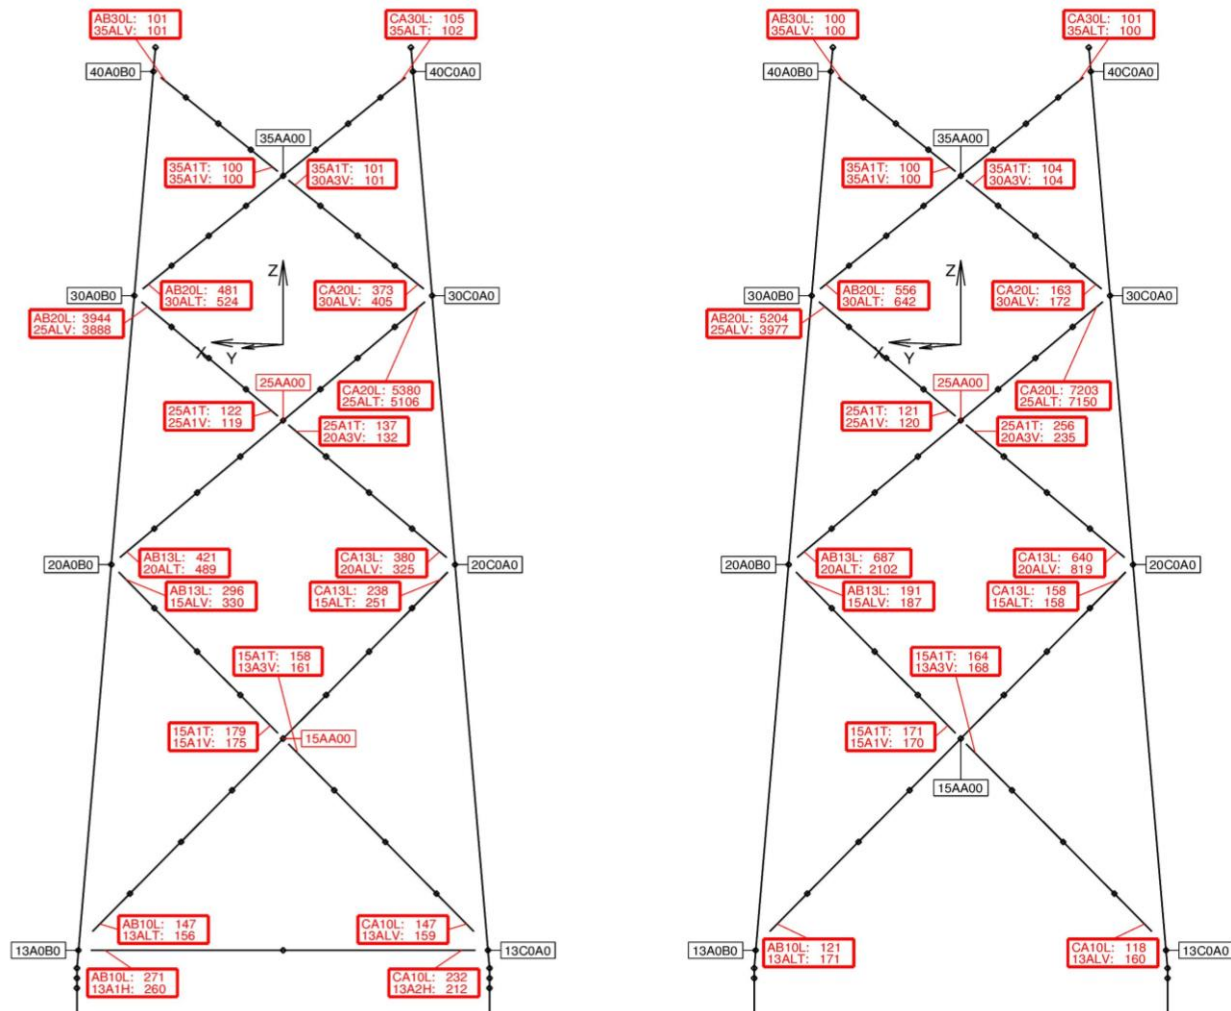 AB30L: 101
35ALV: 101
CA30L: 105
35ALT: 102
40A0B0
40C0A0
35AA00
35A1T: 100
35A1V: 100
35A1T: 101
30A3V: 101
Z
X
Y
30A0B0
30C0A0
AB20L: 481
30ALT: 524
CA20L: 373
30ALV: 405
AB20L: 3944
25ALV: 3888
25AA00
CA20L: 5380
25ALT: 5106
25A1T: 122
25A1V: 119
25A1T: 137
20A3V: 132
20A0B0
20C0A0
AB13L: 421
20ALT: 489
CA13L: 380
20ALV: 325
AB13L: 296
15ALV: 330
CA13L: 238
15ALT: 251
15A1T: 158
13A3V: 161
15A1T: 179
15A1V: 175
15AA00
AB10L: 147
13ALT: 156
CA10L: 147
13ALV: 159
13A0B0
13C0A0
AB10L: 271
13A1H: 260
CA10L: 232
13A2H: 212
AB30L: 100
35ALV: 100
CA30L: 101
35ALT: 100
40A0B0
40C0A0
35AA00
35A1T: 100
35A1V: 100
35A1T: 104
30A3V: 104
Z
X
Y
30A0B0
30C0A0
AB20L: 556
30ALT: 642
CA20L: 163
30ALV: 172
AB20L: 5204
25ALV: 3977
25AA00
CA20L: 7203
25ALT: 7150
25A1T: 121
25A1V: 120
25A1T: 256
20A3V: 235
20A0B0
20C0A0
AB13L: 687
20ALT: 2102
CA13L: 640
20ALV: 819
AB13L: 191
15ALV: 187
CA13L: 158
15ALT: 158
15A1T: 164
13A3V: 168
15A1T: 171
15A1V: 170
15AA00
13A0B0
13C0A0
AB10L: 121
13ALT: 171
CA10L: 118
13ALV: 160